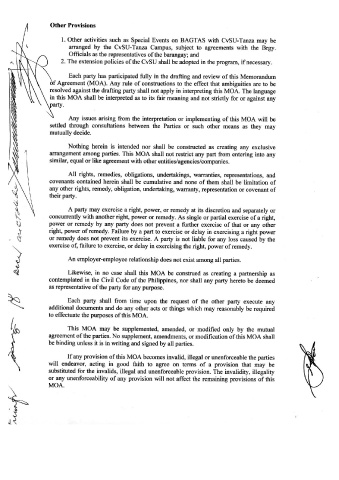 Other Provisions
1. Other activities such as Special Events on BAGTAS with CvSU-Tanza may be
arranged by the CvSU-Tanza Campus, subject to agreements with the Brgy.
Officials as the representatives of the barangay; and
2. The extension policies of the CvSU shall be adopted in the program, if necessary.
Each party has participated fully in the drafting and review of this Memorandum
of Agreement (MOA). Any rule of constructions to the effect that ambiguities are to be
resolved against the drafting party shall not apply in interpreting this MOA. The language
in this MOA shall be interpreted as to its fair meaning and not strictly for or against any
party.
Any issues arising from the interpretation or implementing of this MOA will be
settled through consultations between the Parties or such other means as they may
mutually decide.
Nothing herein is intended nor shall be constructed as creating any exclusive
arrangement among parties. This MOA shall not restrict any part from entering into any
similar, equal or like agreement with other entities/agencies/companies.
All rights, remedies, obligations, undertakings, warranties, representations, and
covenants contained herein shall be cumulative and none of them shall be limitation of
any other rights, remedy, obligation, undertaking, warranty, representation or covenant of
their party.
A party may exercise a right, power, or remedy at its discretion and separately or
concurrently with another right, power or remedy. As single or partial exercise of a right,
power or remedy by any party does not prevent a further exercise of that or any other
right, power of remedy. Failure by a part to exercise or delay in exercising a right power
or remedy does not prevent its exercise. A party is not liable for any loss caused by the
exercise of, failure to exercise, or delay in exercising the right, power of remedy.
An employer-employee relationship does not exist among all parties.
Likewise, in no case shall this MOA be construed as creating a partnership as
contemplated in the Civil Code of the Philippines, nor shall any party hereto be deemed
as representative of the party for any purpose.
Each party shall from time upon the request of the other party execute any
additional documents and do any other acts or things which may reasonably be required
to effectuate the purposes of this MOA.
This MOA may be supplemented, amended, or modified only by the mutual
agreement of the parties. No supplement, amendments, or modification of this MOA shall
be binding unless it is in writing and signed by all parties.
If any provision of this MOA becomes invalid, illegal or unenforceable the parties
will endeavor, acting in good faith to agree on terms of a provision that may be
substituted for the invalids, illegal and unenforceable provision. The invalidity, illegality
or any unenforceability of any provision will not affect the remaining provisions of this
MOA.